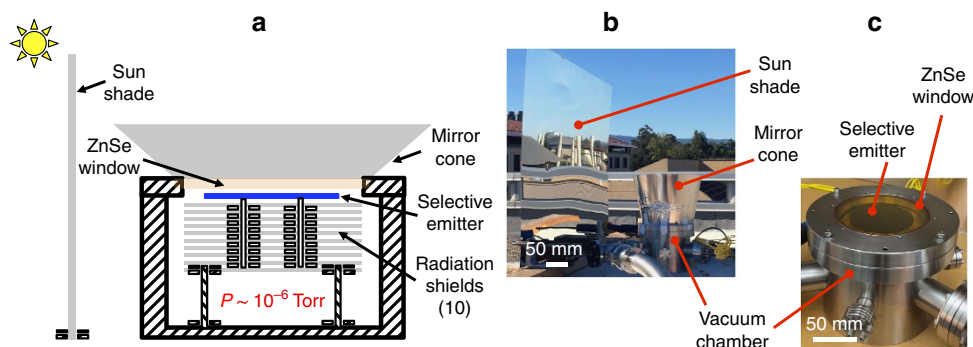 a
Sun
shade
ZnSe
window
Mirror
cone
Selective
emitter
Radiation
shields
(10)
P ~ 10⁻⁶ Torr
b
Sun
shade
Mirror
cone
50 mm
Vacuum
chamber
c
ZnSe
window
Selective
emitter
50 mm